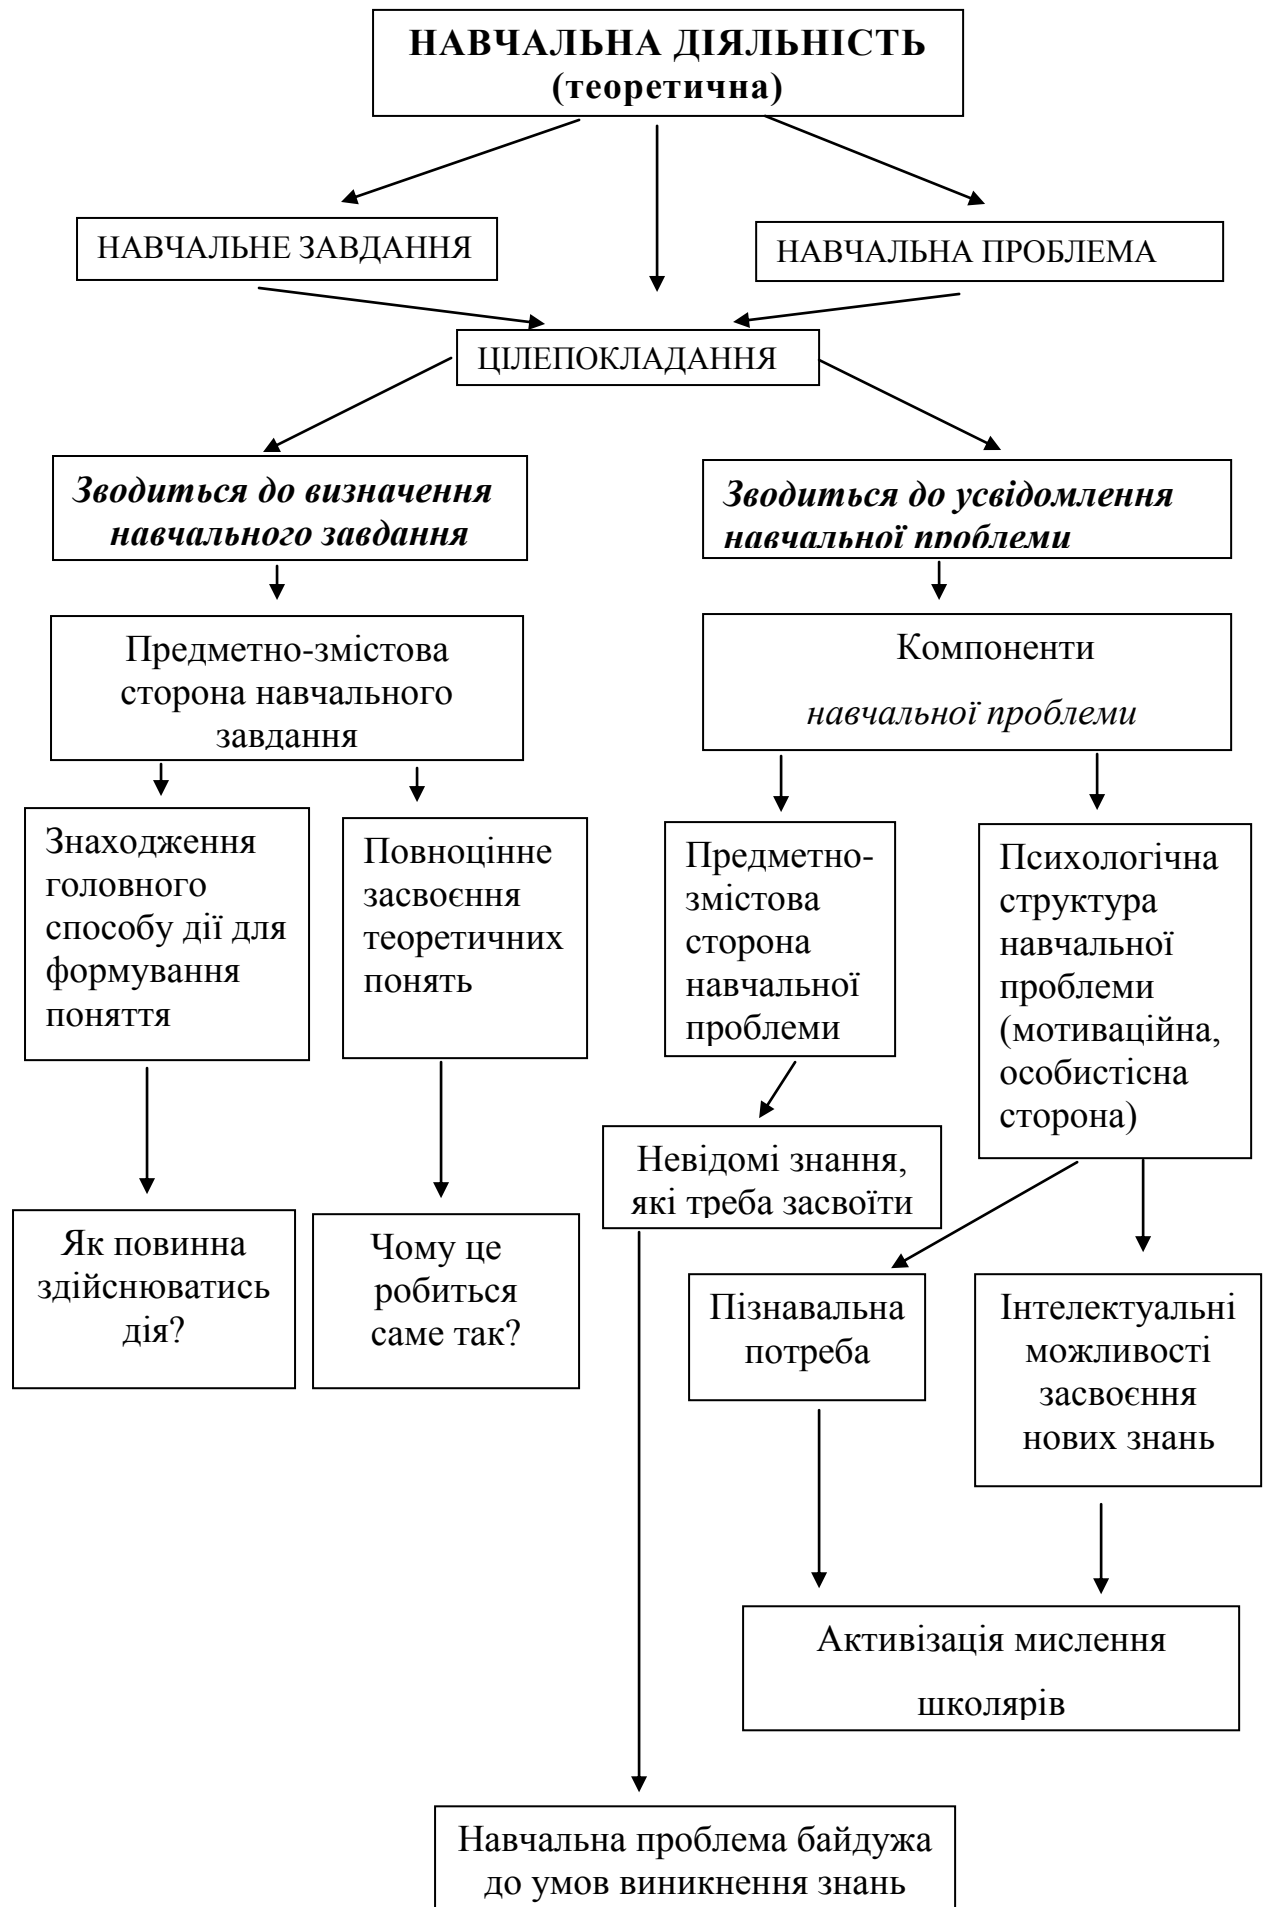 НАВЧАЛЬНА ДІЯЛЬНІСТЬ
(теоретична)
НАВЧАЛЬНЕ ЗАВДАННЯ
НАВЧАЛЬНА ПРОБЛЕМА
ЦІЛЕПОКЛАДАННЯ
Зводиться до визначення
навчального завдання
Зводиться до усвідомлення
навчальної проблеми
Предметно-змістова
сторона навчального
завдання
Компоненти
навчальної проблеми
Знаходження
головного
способу дії для
формування
поняття
Повноцінне
засвоєння
теоретичних
понять
Предметно-
змістова
сторона
навчальної
проблеми
Психологічна
структура
навчальної
проблеми
(мотиваційна,
особистісна
сторона)
Невідомі знання,
які треба засвоїти
Як повинна
здійснюватись
дія?
Чому це
робиться
саме так?
Пізнавальна
потреба
Інтелектуальні
можливості
засвоєння
нових знань
Активізація мислення
школярів
Навчальна проблема байдужа
до умов виникнення знань